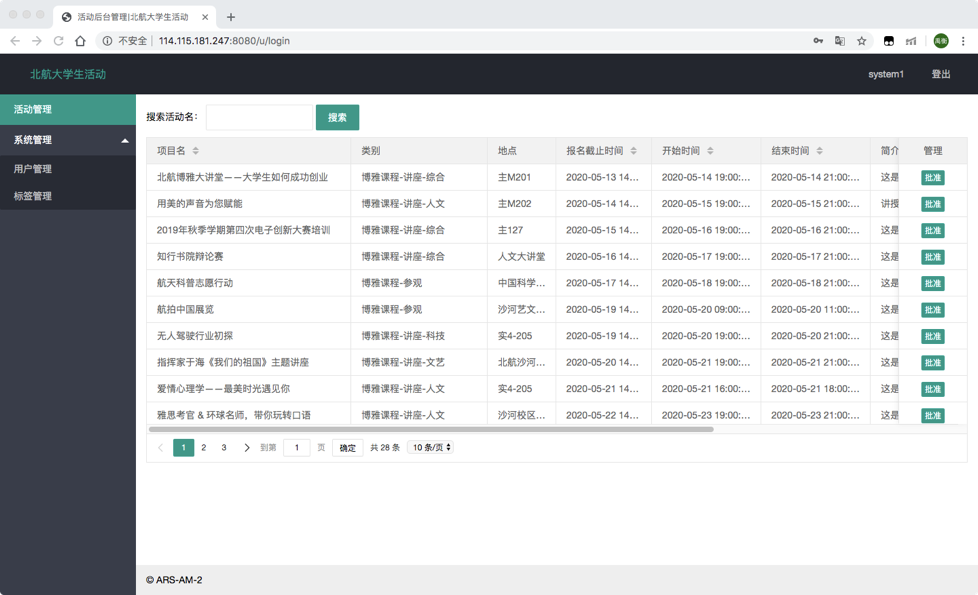 活动后台管理|北航大学生活动
不安全 114.115.181.247:8080/u/login
北航大学生活动 system1 登出
活动管理
系统管理
用户管理
标签管理
搜索活动名: 搜索
项目名 类别 地点 报名截止时间 开始时间 结束时间 简介 管理
北航博雅大讲堂——大学生如何成功创业 博雅课程-讲座-综合 主M201 2020-05-13 14... 2020-05-14 19:00:... 2020-05-14 21:00:... 这是 批准
用美的声音为您赋能 博雅课程-讲座-人文 主M202 2020-05-14 14... 2020-05-15 19:00:... 2020-05-15 21:00:... 讲授 批准
2019年秋季学期第四次电子创新大赛培训 博雅课程-讲座-综合 主127 2020-05-15 14... 2020-05-16 19:00:... 2020-05-16 21:00:... 这是 批准
知行书院辩论赛 博雅课程-讲座-综合 人文大讲堂 2020-05-16 14... 2020-05-17 19:00:... 2020-05-17 21:00:... 这是 批准
航天科普志愿行动 博雅课程-参观 中国科学... 2020-05-17 14... 2020-05-18 19:00:... 2020-05-18 21:00:... 这是 批准
航拍中国展览 博雅课程-参观 沙河艺文... 2020-05-19 14... 2020-05-20 09:00:... 2020-05-20 11:00:... 这是 批准
无人驾驶行业初探 博雅课程-讲座-科技 实4-205 2020-05-19 14... 2020-05-20 19:00:... 2020-05-20 21:00:... 这是 批准
指挥家于海《我们的祖国》主题讲座 博雅课程-讲座-文艺 北航沙河... 2020-05-20 14... 2020-05-21 19:00:... 2020-05-21 21:00:... 这是 批准
爱情心理学——最美时光遇见你 博雅课程-讲座-人文 实4-205 2020-05-21 14... 2020-05-21 16:00:... 2020-05-21 18:00:... 这是 批准
雅思考官 & 环球名师，带你玩转口语 博雅课程-讲座-人文 沙河校区... 2020-05-22 14... 2020-05-23 19:00:... 2020-05-23 21:00:... 这是 批准
1 2 3 到第 1 页 确定 共 28 条 10 条/页
© ARS-AM-2